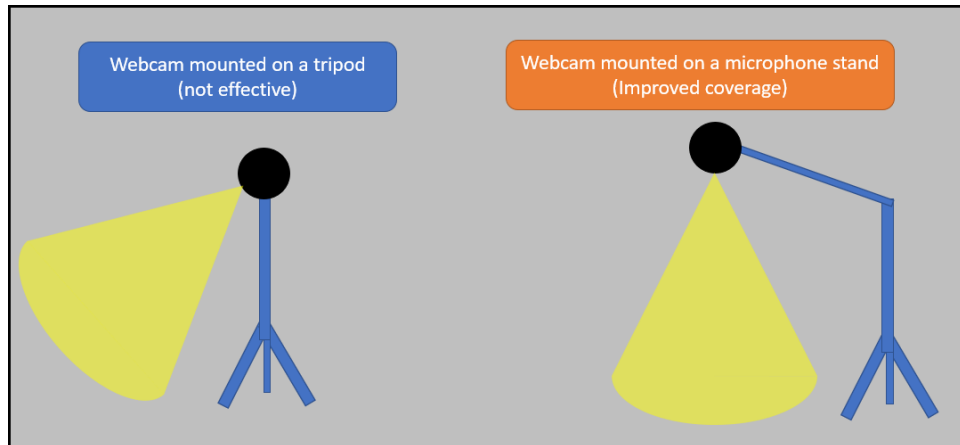 Webcam mounted on a tripod
(not effective)
Webcam mounted on a microphone stand
(Improved coverage)